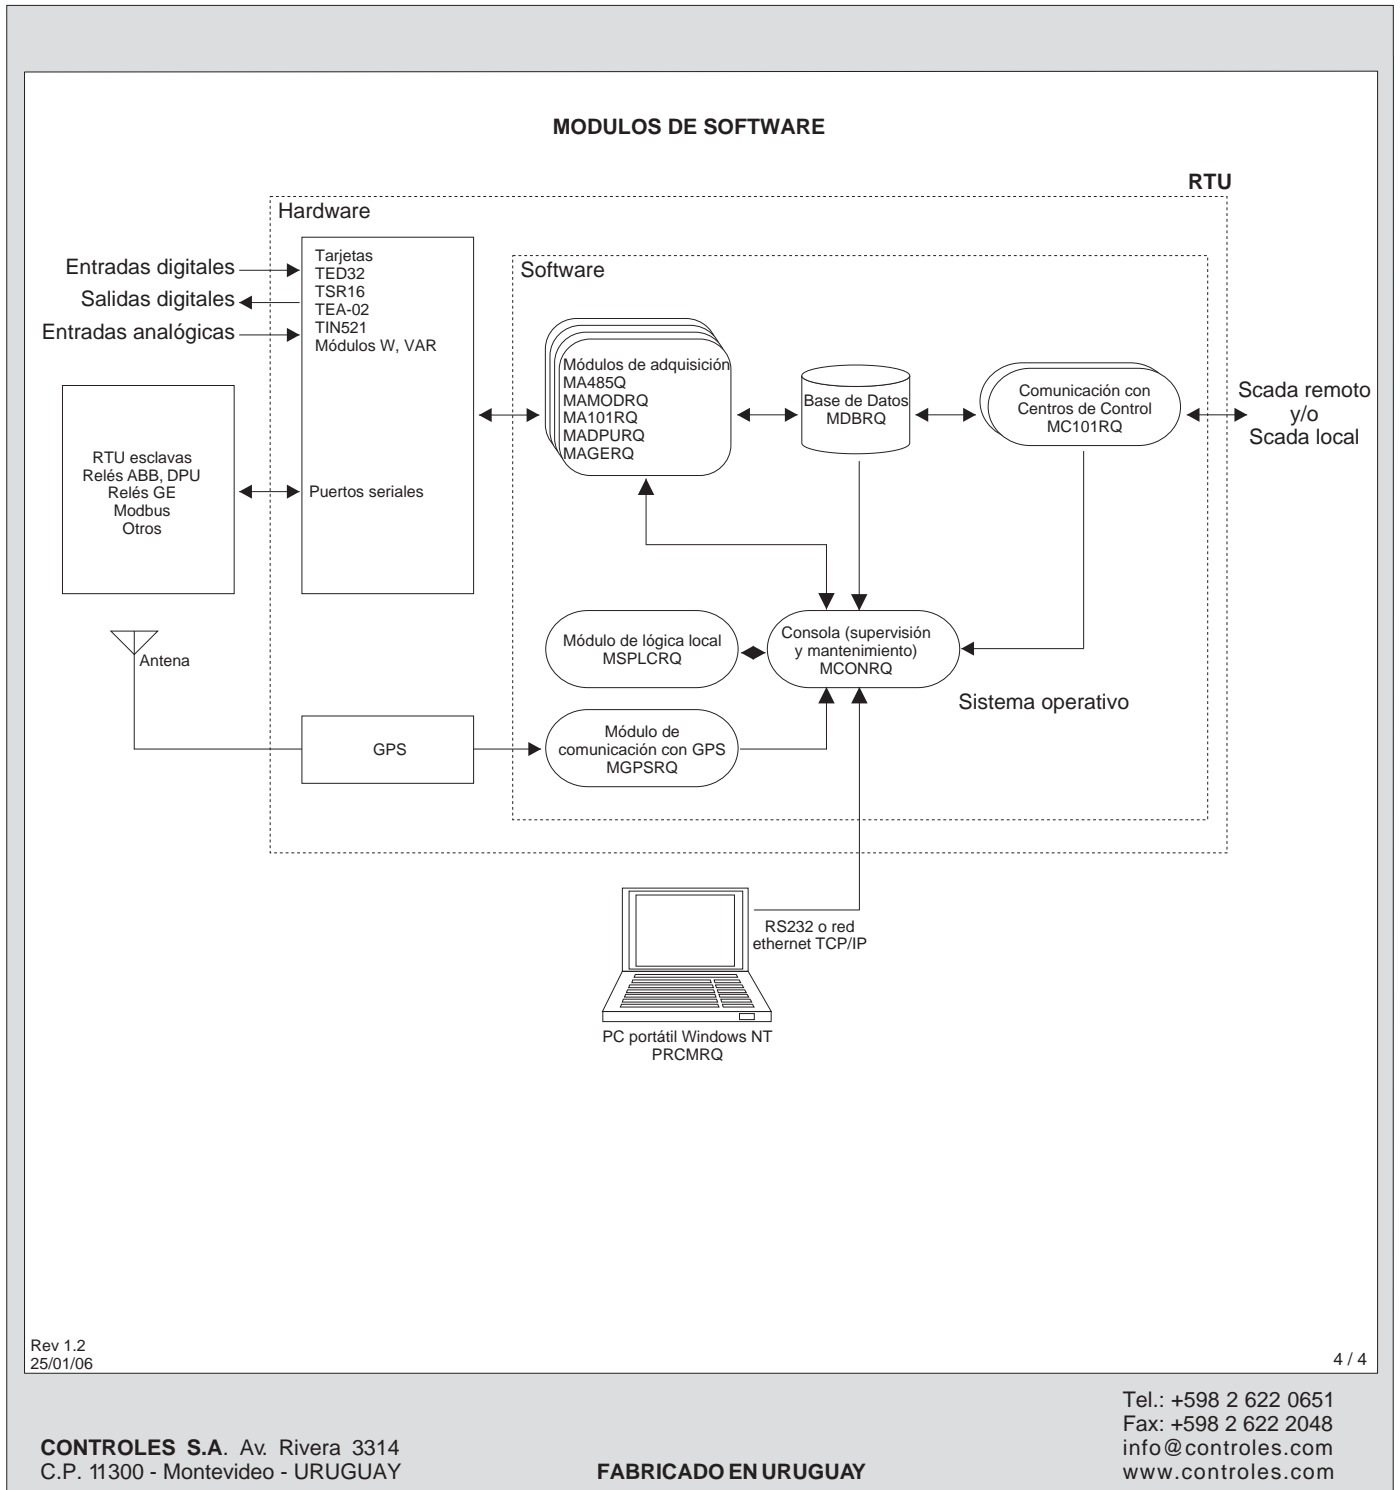 MODULOS DE SOFTWARE
RTU
Hardware
Entradas digitales
Salidas digitales
Entradas analógicas
Tarjetas
TED32
TSR16
TEA-02
TIN521
Módulos W, VAR
Puertos seriales
RTU esclavas
Relés ABB, DPU
Relés GE
Modbus
Otros
Software
Módulos de adquisición
MA485Q
MAMODRQ
MA101RQ
MADPURQ
MAGERQ
Base de Datos
MDBRQ
Comunicación con
Centros de Control
MC101RQ
Scada remoto
y/o
Scada local
Antena
Módulo de lógica local
MSPLCRQ
Consola (supervisión
y mantenimiento)
MCONRQ
Sistema operativo
GPS
Módulo de
comunicación con GPS
MGPSRQ
RS232 o red
ethernet TCP/IP
PC portátil Windows NT
PRCMRQ
Rev 1.2
25/01/06
4 / 4
CONTROLES S.A. Av. Rivera 3314
C.P. 11300 - Montevideo - URUGUAY
FABRICADO EN URUGUAY
Tel.: +598 2 622 0651
Fax: +598 2 622 2048
info@controles.com
www.controles.com